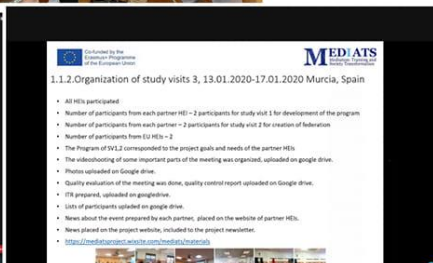 Co-funded by the
Erasmus+ Programme
of the European Union
MEDIATS
Mediation: Training and
Society Transformation
1.1.2.Organization of study visits 3, 13.01.2020-17.01.2020 Murcia, Spain
• All HEIs participated
• Number of participants from each partner HEI – 2 participants for study visit 1 for development of the program
• Number of participants from each partner – 2 participants for study visit 2 for creation of federation
• Number of participants from EU HEIs – 2
• The Program of SV1,2 corresponded to the project goals and needs of the partner HEIs
• The videoshooting of some important parts of the meeting was organized, uploaded on google drive.
• Photos uploaded on Google drive.
• Quality evaluation of the meeting was done, quality control report uploaded on Google drive.
• ITR prepared, uploaded on googledrive.
• Lists of participants uploaded on google drive.
• News about the event prepared by each partner, placed on the website of partner HEIs.
• News placed on the project website, included to the project newsletter.
• https://mediatsproject.wixsite.com/mediats/materials